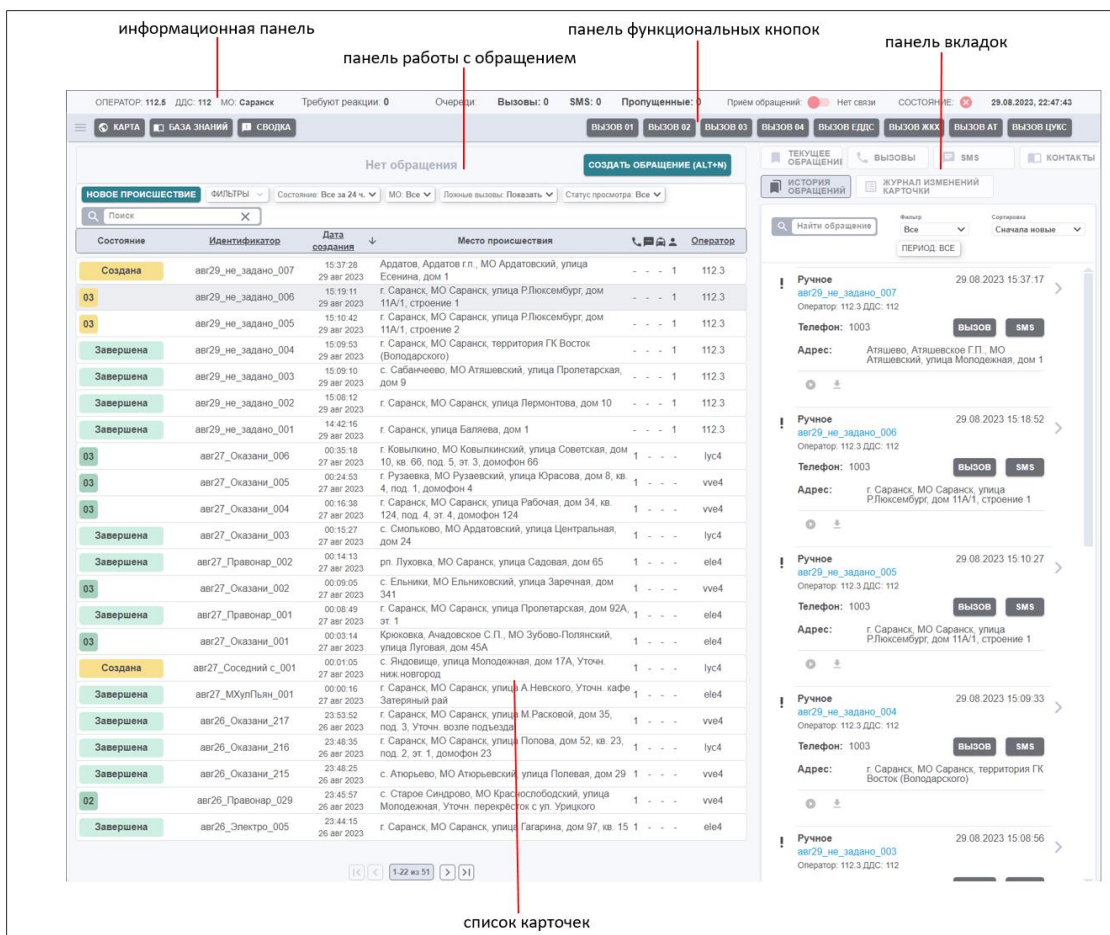 информационная панель
панель функциональных кнопок
панель вкладок
панель работы с обращением
ОПЕРАТОР: 112.5 ДДС: 112 МО: Саранск Требуют реакции: 0 Очереди: Вызовы: 0 SMS: 0 Пропущенные: 0 Приём обращений: Нет связи СОСТОЯНИЕ: 29.08.2023, 22:47:43
КАРТА БАЗА ЗНАНИЙ СВОДКА ВЫЗОВ 01 ВЫЗОВ 02 ВЫЗОВ 03 ВЫЗОВ 04 ВЫЗОВ ЕДДС ВЫЗОВ ЖКХ ВЫЗОВ АТ ВЫЗОВ ЦУКС
Нет обращения СОЗДАТЬ ОБРАЩЕНИЕ (ALT+N)
НОВОЕ ПРОИСШЕСТВИЕ ФИЛЬТРЫ Состояние: Все за 24 ч. МО: Все Ложные вызовы: Показать Статус просмотра: Все
Поиск
Состояние Идентификатор Дата создания Место происшествия Оператор
Создана авг29_не_задано_007 15:37:28 Ардатов, Ардатов г.п., МО Ардатовский, улица - - - 1 112.3
29 авг 2023 Есенина, дом 1
03 авг29_не_задано_006 15:19:11 г. Саранск, МО Саранск, улица Р.Люксембург, дом - - - 1 112.3
29 авг 2023 11А/1, строение 1
03 авг29_не_задано_005 15:10:42 г. Саранск, МО Саранск, улица Р.Люксембург, дом - - - 1 112.3
29 авг 2023 11А/1, строение 2
Завершена авг29_не_задано_004 15:09:53 г. Саранск, МО Саранск, территория ГК Восток - - - 1 112.3
29 авг 2023 (Володарского)
Завершена авг29_не_задано_003 15:09:10 с. Сабанчеево, МО Атяшевский, улица Пролетарская, - - - 1 112.3
29 авг 2023 дом 9
Завершена авг29_не_задано_002 15:08:12 г. Саранск, МО Саранск, улица Лермонтова, дом 10 - - - 1 112.3
29 авг 2023
Завершена авг29_не_задано_001 14:42:16 г. Саранск, улица Баляева, дом 1 - - - 1 112.3
29 авг 2023
03 авг27_Оказани_006 00:35:18 г. Ковылкино, МО Ковылкинский, улица Советская, дом 1 - - - lyc4
27 авг 2023 10, кв. 66, под. 5, эт. 3, домофон 66
03 авг27_Оказани_005 00:24:53 г. Рузаевка, МО Рузаевский, улица Юрасова, дом 8, кв. 1 - - - vve4
27 авг 2023 4, под. 1, домофон 4
03 авг27_Оказани_004 00:16:38 г. Саранск, МО Саранск, улица Рабочая, дом 34, кв. 1 - - - vve4
27 авг 2023 124, под. 4, эт. 4, домофон 124
Завершена авг27_Оказани_003 00:15:27 с. Смольково, МО Ардатовский, улица Центральная, 1 - - - lyc4
27 авг 2023 дом 24
Завершена авг27_Правонар_002 00:14:13 рп. Луховка, МО Саранск, улица Садовая, дом 65 1 - - - ele4
27 авг 2023
03 авг27_Оказани_002 00:09:05 с. Ельники, МО Ельниковский, улица Заречная, дом 1 - - - vve4
27 авг 2023 341
Завершена авг27_Правонар_001 00:08:49 г. Саранск, МО Саранск, улица Пролетарская, дом 92А, 1 - - - ele4
27 авг 2023 эт. 1
03 авг27_Оказани_001 00:03:14 Крюковка, Ачадовское С.П., МО Зубово-Полянский, 1 - - - ele4
27 авг 2023 улица Луговая, дом 45А
Создана авг27_Соседний с_001 00:01:05 с. Яндовище, улица Молодежная, дом 17А, Уточн. 1 - - - lyc4
27 авг 2023 ниж.новгород
Завершена авг27_МХулПьян_001 00:00:16 г. Саранск, МО Саранск, улица А.Невского, Уточн. кафе 1 - - - ele4
27 авг 2023 Затеряный рай
Завершена авг26_Оказани_217 23:53:52 г. Саранск, МО Саранск, улица М.Расковой, дом 35, 1 - - - vve4
26 авг 2023 под. 3, Уточн. возле подъезда
Завершена авг26_Оказани_216 23:48:35 г. Саранск, МО Саранск, улица Попова, дом 52, кв. 23, 1 - - - lyc4
26 авг 2023 под. 2, эт. 1, домофон 23
Завершена авг26_Оказани_215 23:48:25 с. Атюрьево, МО Атюрьевский, улица Полевая, дом 29 1 - - - vve4
26 авг 2023
02 авг26_Правонар_029 23:45:57 с. Старое Синдрово, МО Краснослободский, улица 1 - - - vve4
26 авг 2023 Молодежная, Уточн. перекрёсток с ул. Урицкого
Завершена авг26_Электро_005 23:44:15 г. Саранск, МО Саранск, улица Гагарина, дом 97, кв. 15 1 - - - ele4
26 авг 2023
1-22 из 51
ТЕКУЩЕЕ ОБРАЩЕНИЕ ВЫЗОВЫ SMS КОНТАКТЫ
ИСТОРИЯ ОБРАЩЕНИЙ ЖУРНАЛ ИЗМЕНЕНИЙ КАРТОЧКИ
Найти обращение Фильтр Все Сортировка Сначала новые
ПЕРИОД: ВСЕ
Ручное 29.08.2023 15:37:17
авг29_не_задано_007
Оператор: 112.3 ДДС: 112
Телефон: 1003 ВЫЗОВ SMS
Адрес: Атяшево, Атяшевское Г.П., МО
Атяшевский, улица Молодежная, дом 1
Ручное 29.08.2023 15:18:52
авг29_не_задано_006
Оператор: 112.3 ДДС: 112
Телефон: 1003 ВЫЗОВ SMS
Адрес: г. Саранск, МО Саранск, улица
Р.Люксембург, дом 11А/1, строение 1
Ручное 29.08.2023 15:10:27
авг29_не_задано_005
Оператор: 112.3 ДДС: 112
Телефон: 1003 ВЫЗОВ SMS
Адрес: г. Саранск, МО Саранск, улица
Р.Люксембург, дом 11А/1, строение 1
Ручное 29.08.2023 15:09:33
авг29_не_задано_004
Оператор: 112.3 ДДС: 112
Телефон: 1003 ВЫЗОВ SMS
Адрес: г. Саранск, МО Саранск, территория ГК
Восток (Володарского)
Ручное 29.08.2023 15:08:56
авг29_не_задано_003
Оператор: 112.3 ДДС: 112
список карточек